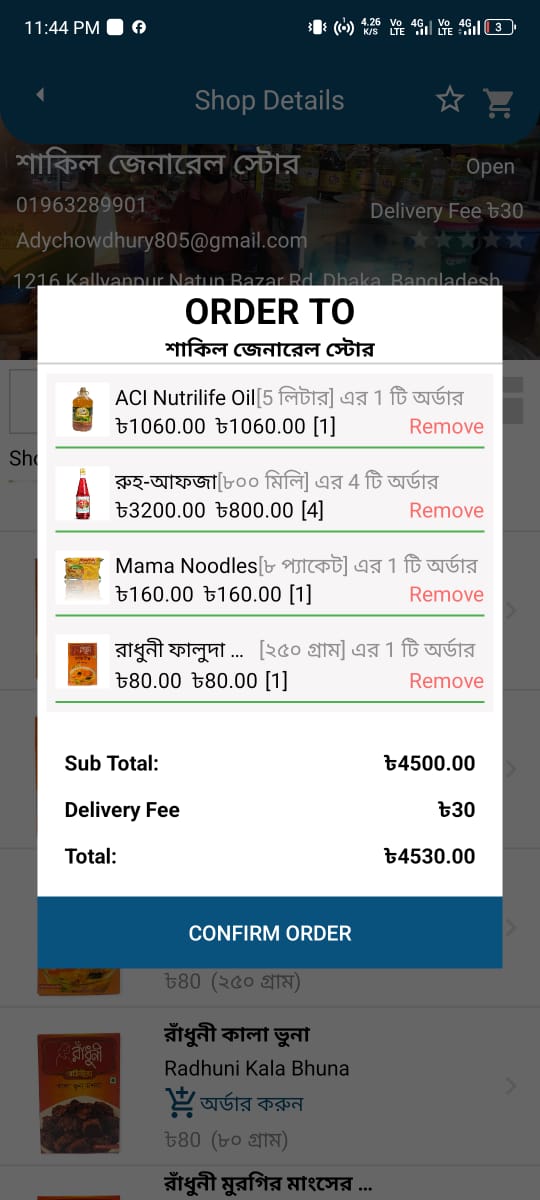 11:44 PM
4.26 K/S Vo LTE 4G Vo LTE 4G 3
Shop Details
শাকিল জেনারেল স্টোর
Open
01963289901
Delivery Fee ৳30
Adychowdhury805@gmail.com
1216 Kallyanpur Natun Bazar Rd, Dhaka, Bangladesh
ORDER TO
শাকিল জেনারেল স্টোর
ACI Nutrilife Oil[5 লিটার] এর 1 টি অর্ডার
৳1060.00 ৳1060.00 [1] Remove
Sho
রুহ-আফজা[৮০০ মিলি] এর 4 টি অর্ডার
৳3200.00 ৳800.00 [4] Remove
Mama Noodles[৮ প্যাকেট] এর 1 টি অর্ডার
৳160.00 ৳160.00 [1] Remove
রাধুনী ফালুদা ... [২৫০ গ্রাম] এর 1 টি অর্ডার
৳80.00 ৳80.00 [1] Remove
Sub Total: ৳4500.00
Delivery Fee ৳30
Total: ৳4530.00
CONFIRM ORDER
৳80 (২৫০ গ্রাম)
রাঁধুনী কালা ভুনা
রাঁধুনী
Radhuni Kala Bhuna
অর্ডার করুন
৳80 (৮০ গ্রাম)
রাঁধুনী মুরগির মাংসের ...